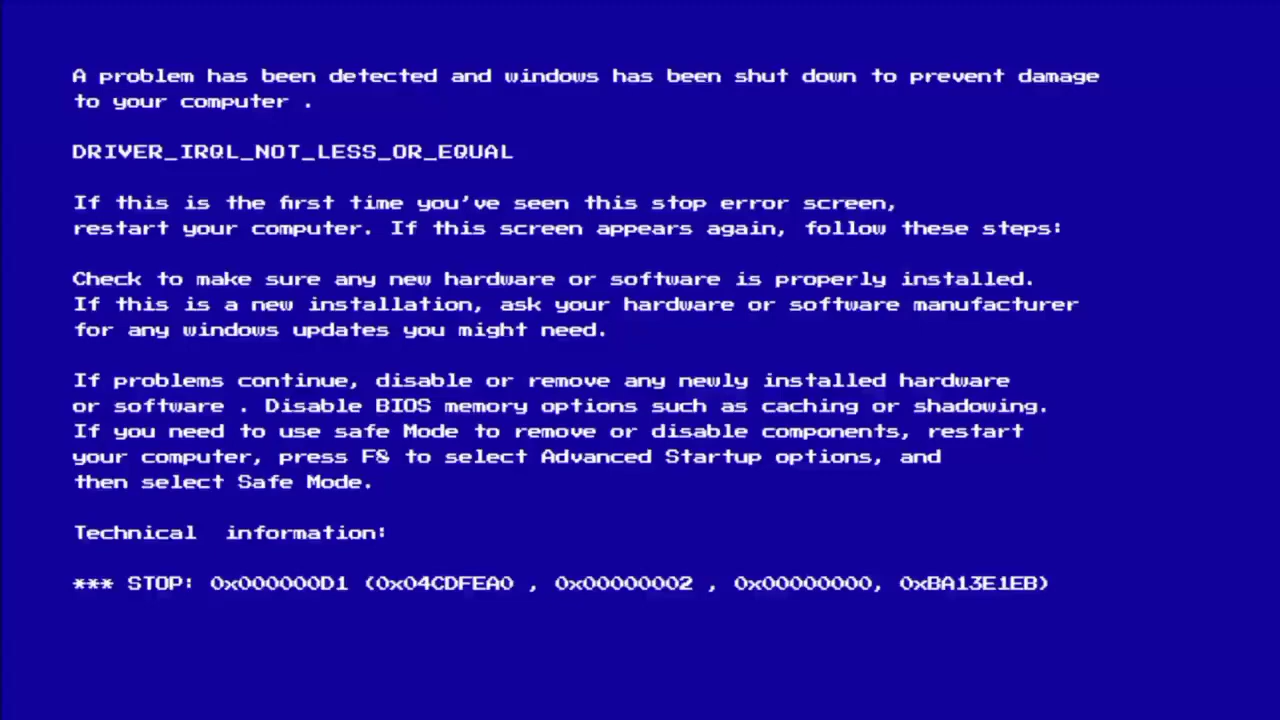 A problem has been detected and windows has been shut down to prevent damage
to your computer .
DRIVER_IRQL_NOT_LESS_OR_EQUAL
If this is the first time you've seen this stop error screen,
restart your computer. If this screen appears again, follow these steps:
Check to make sure any new hardware or software is properly installed.
If this is a new installation, ask your hardware or software manufacturer
for any windows updates you might need.
If problems continue, disable or remove any newly installed hardware
or software . Disable BIOS memory options such as caching or shadowing.
If you need to use safe Mode to remove or disable components, restart
your computer, press F8 to select Advanced Startup options, and
then select Safe Mode.
Technical  information:
*** STOP: 0x000000D1 (0x04CDFEA0 , 0x00000002 , 0x00000000, 0xBA13E1EB)